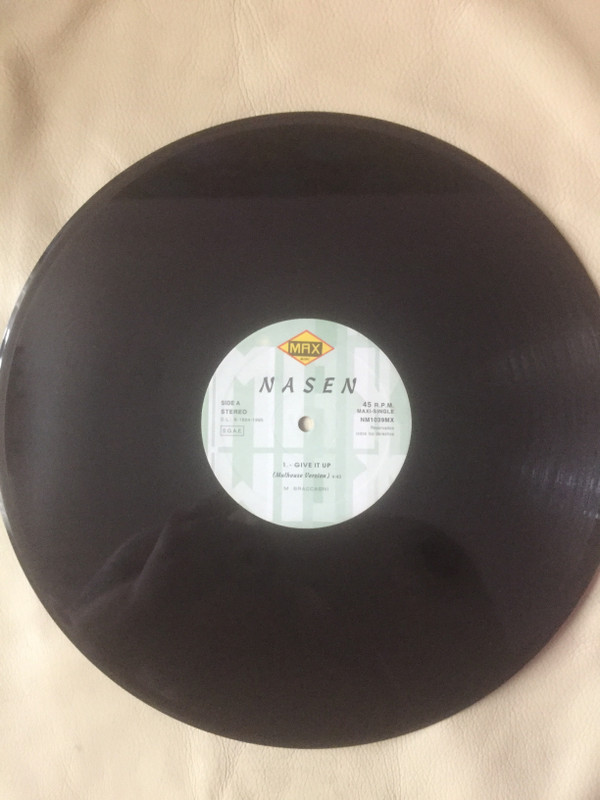 MAX
NASEN
SIDE A
STEREO
S.G.A.E.
45 R.P.M.
MAXI-SINGLE
NM1039MX
1.- GIVE IT UP
(Malhouse Version)